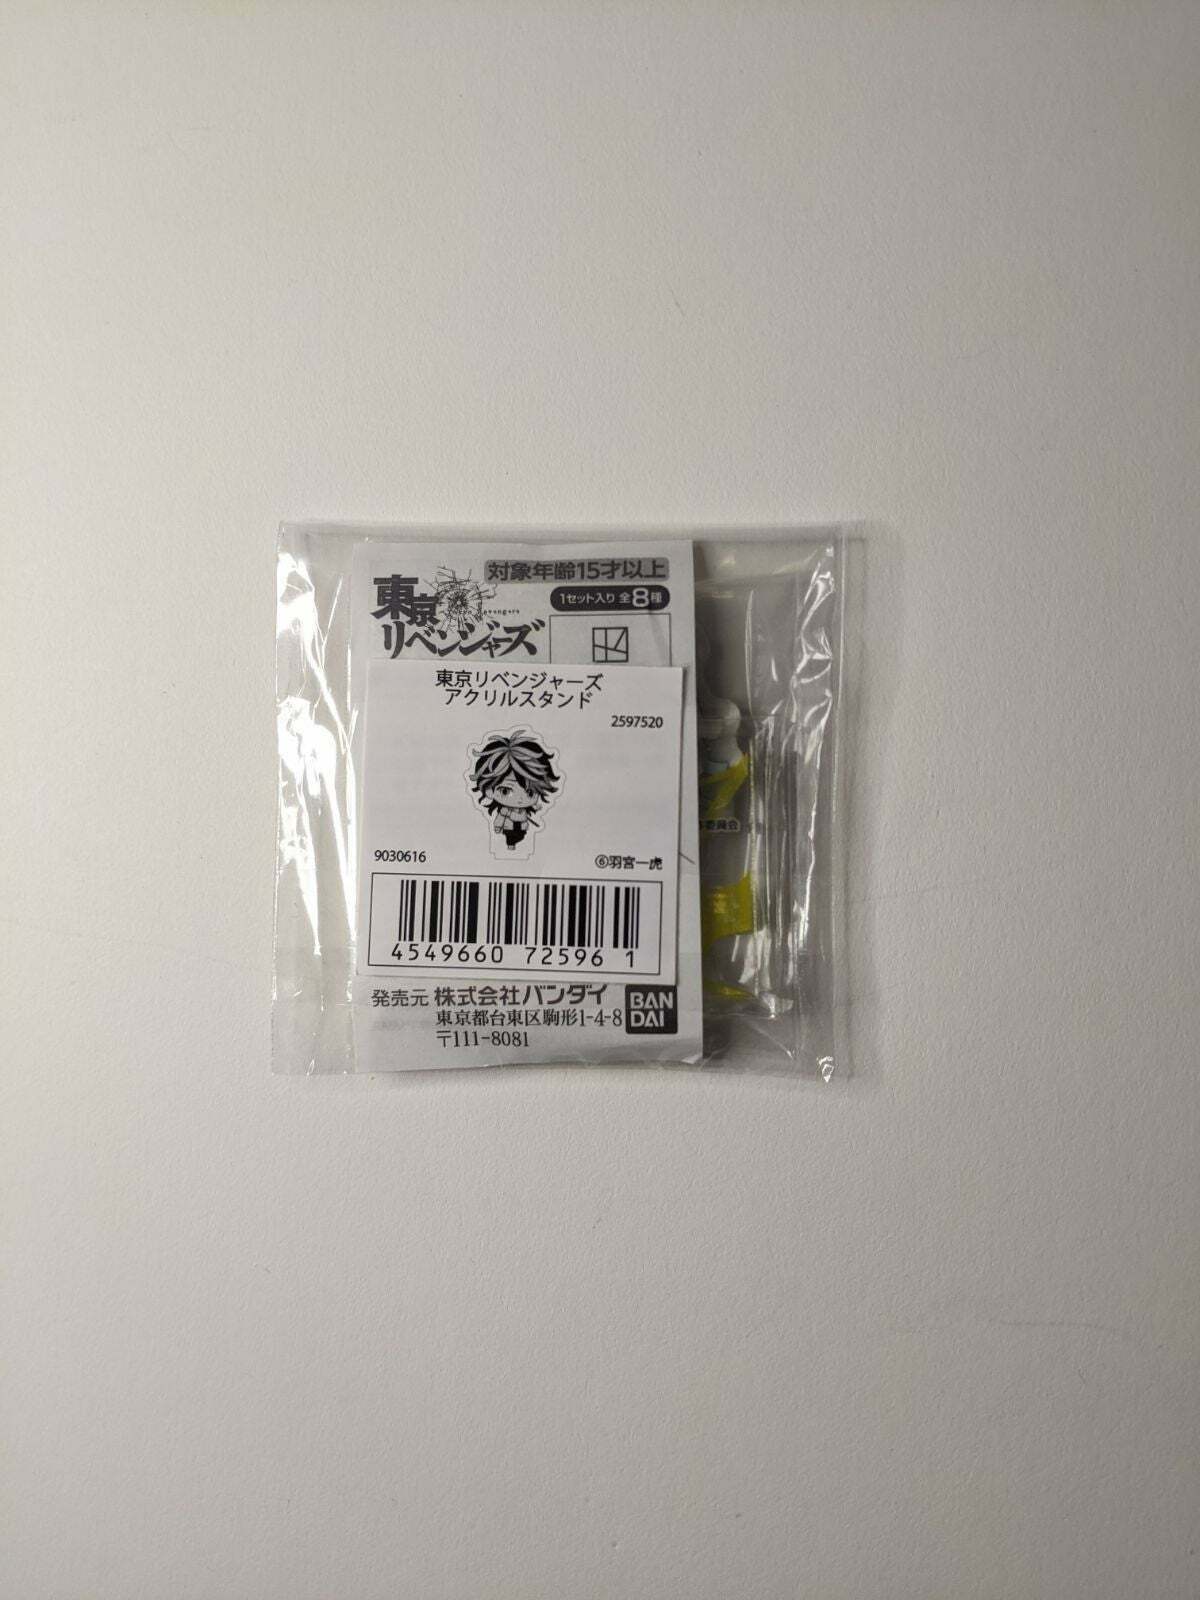 対象年齢15才以上
1セット入り 全8種
東京
リベンジャーズ
東京リベンジャーズ
アクリルスタンド
2597520
9030616
⑥羽宮一虎
4549660 72596 1
委員会
発売元 株式会社バンダイ
東京都台東区駒形1-4-8
〒111-8081
BAN
DAI